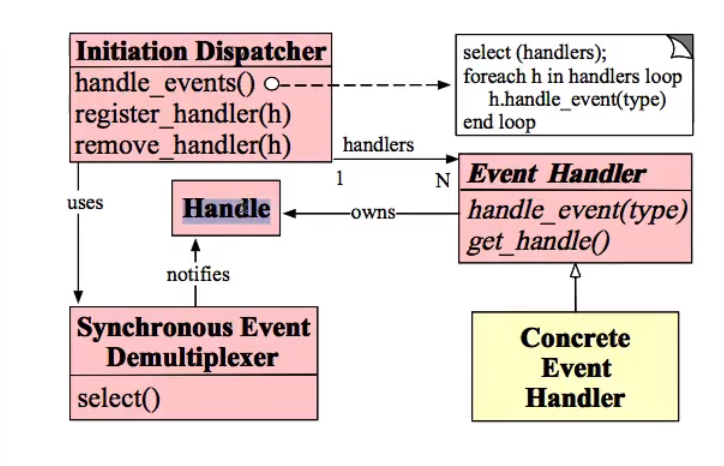 Initiation Dispatcher
handle_events()
register_handler(h)
remove_handler(h)
select (handlers);
foreach h in handlers loop
h.handle_event(type)
end loop
handlers
1
N
Event Handler
handle_event(type)
get_handle()
uses
Handle
owns
notifies
Synchronous Event
Demultiplexer
select()
Concrete
Event
Handler